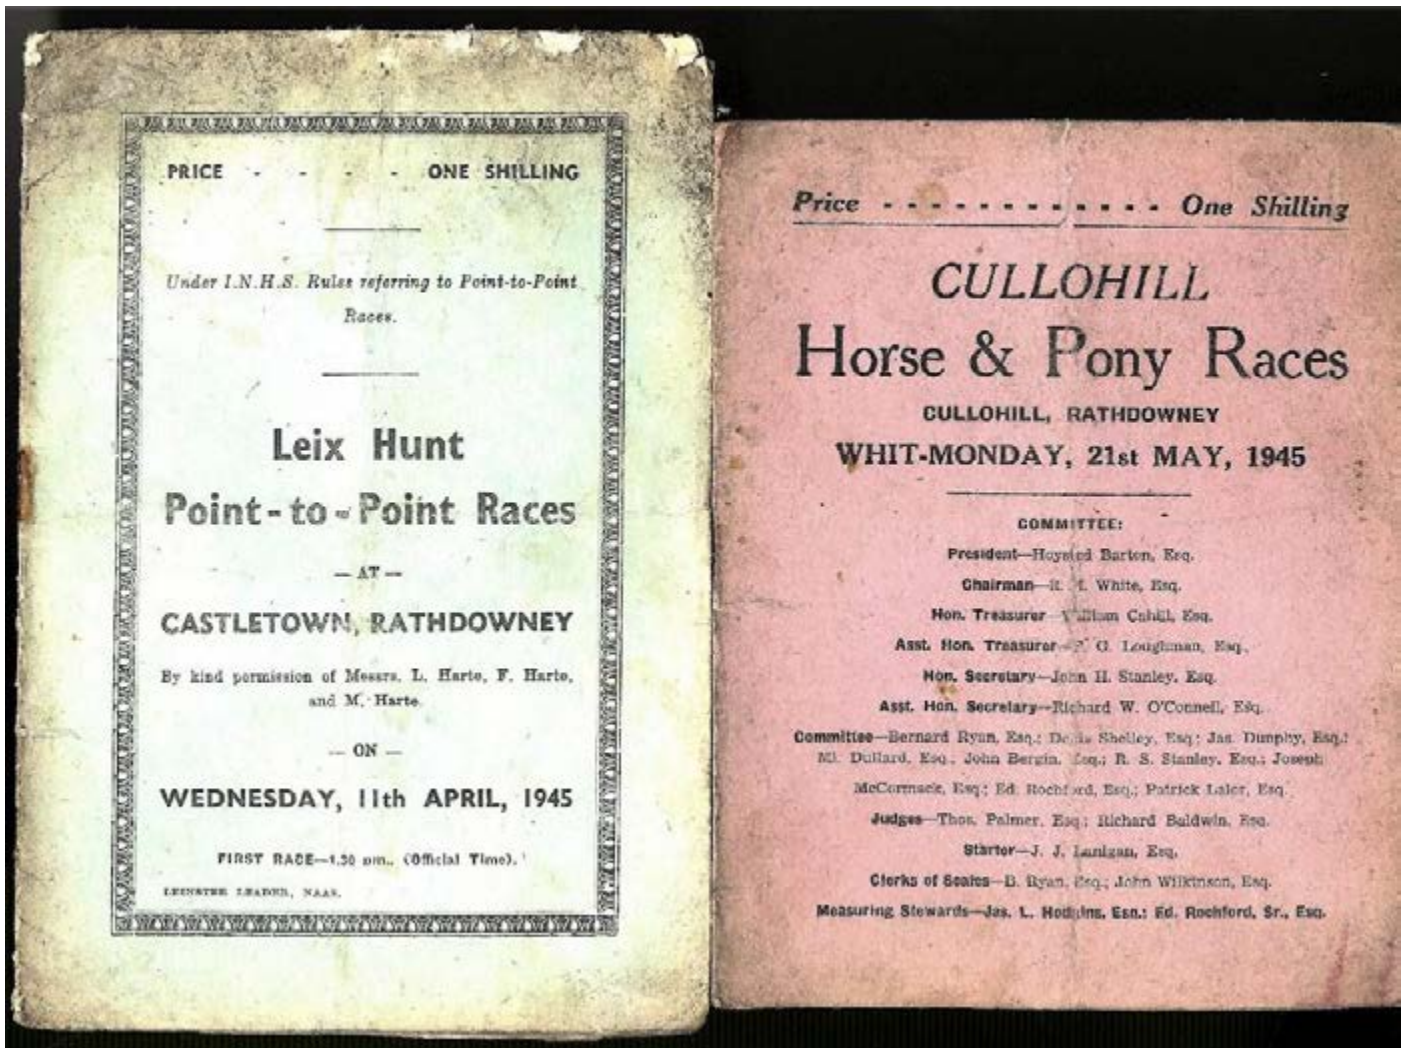 PRICE - - - - ONE SHILLING
Under I.N.H.S. Rules referring to Point-to-Point
Races.
Leix Hunt
Point-to-Point Races
— AT —
CASTLETOWN, RATHDOWNEY
By kind permission of Messrs. L. Harte, F. Harte,
and M. Harte.
— ON —
WEDNESDAY, 11th APRIL, 1945
FIRST RACE—1.30 pm., (Official Time).
LEINSTER LEADER, NAAS.
Price - - - - - - - - - - - - One Shilling
CULLOHILL
Horse & Pony Races
CULLOHILL, RATHDOWNEY
WHIT-MONDAY, 21st MAY, 1945
COMMITTEE:
President—Hoysted Barton, Esq.
Chairman— White, Esq.
Hon. Treasurer—William Cahill, Esq.
Asst. Hon. Treasurer— G. Loughman, Esq.
Hon. Secretary—John H. Stanley, Esq.
Asst. Hon. Secretary—Richard W. O'Connell, Esq.
Committee—Bernard Ryan, Esq.; Denis Shelley, Esq.; Jas. Dunphy, Esq.;
Ml. Dullard, Esq.; John Bergin, Esq.; R. S. Stanley, Esq.; Joseph
McCormack, Esq.; Ed. Rochford, Esq.; Patrick Lalor, Esq.
Judges—Thos. Palmer, Esq.; Richard Baldwin, Esq.
Starter—J. J. Lanigan, Esq.
Clerks of Scales—B. Ryan, Esq.; John Wilkinson, Esq.
Measuring Stewards—Jas. L. Hodgins, Esq.; Ed. Rochford, Sr., Esq.